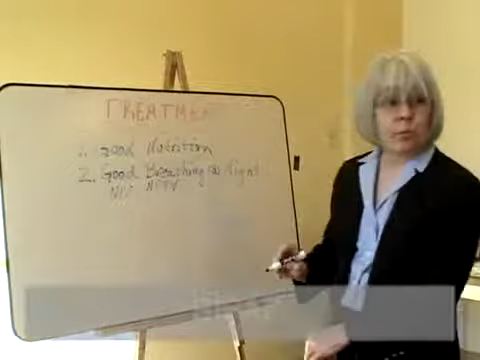 TREATMENT
1. Good Nutrition
2. Good Breathing @ Night
NIV NPPV